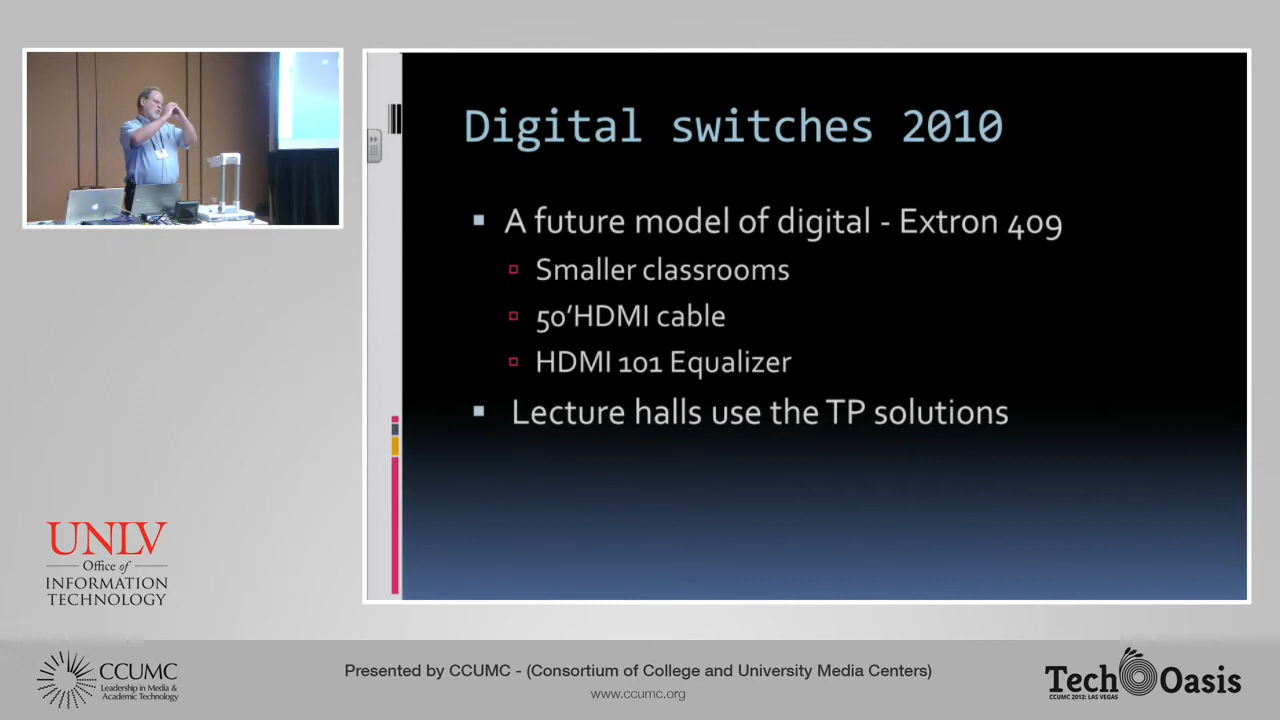 Digital switches 2010
A future model of digital - Extron 409
Smaller classrooms
50'HDMI cable
HDMI 101 Equalizer
Lecture halls use the TP solutions
UNLV
Office of
INFORMATION
TECHNOLOGY
CCUMC
Leadership in Media &
Academic Technology
Presented by CCUMC - (Consortium of College and University Media Centers)
www.ccumc.org
Tech Oasis
CCUMC 2012: LAS VEGAS